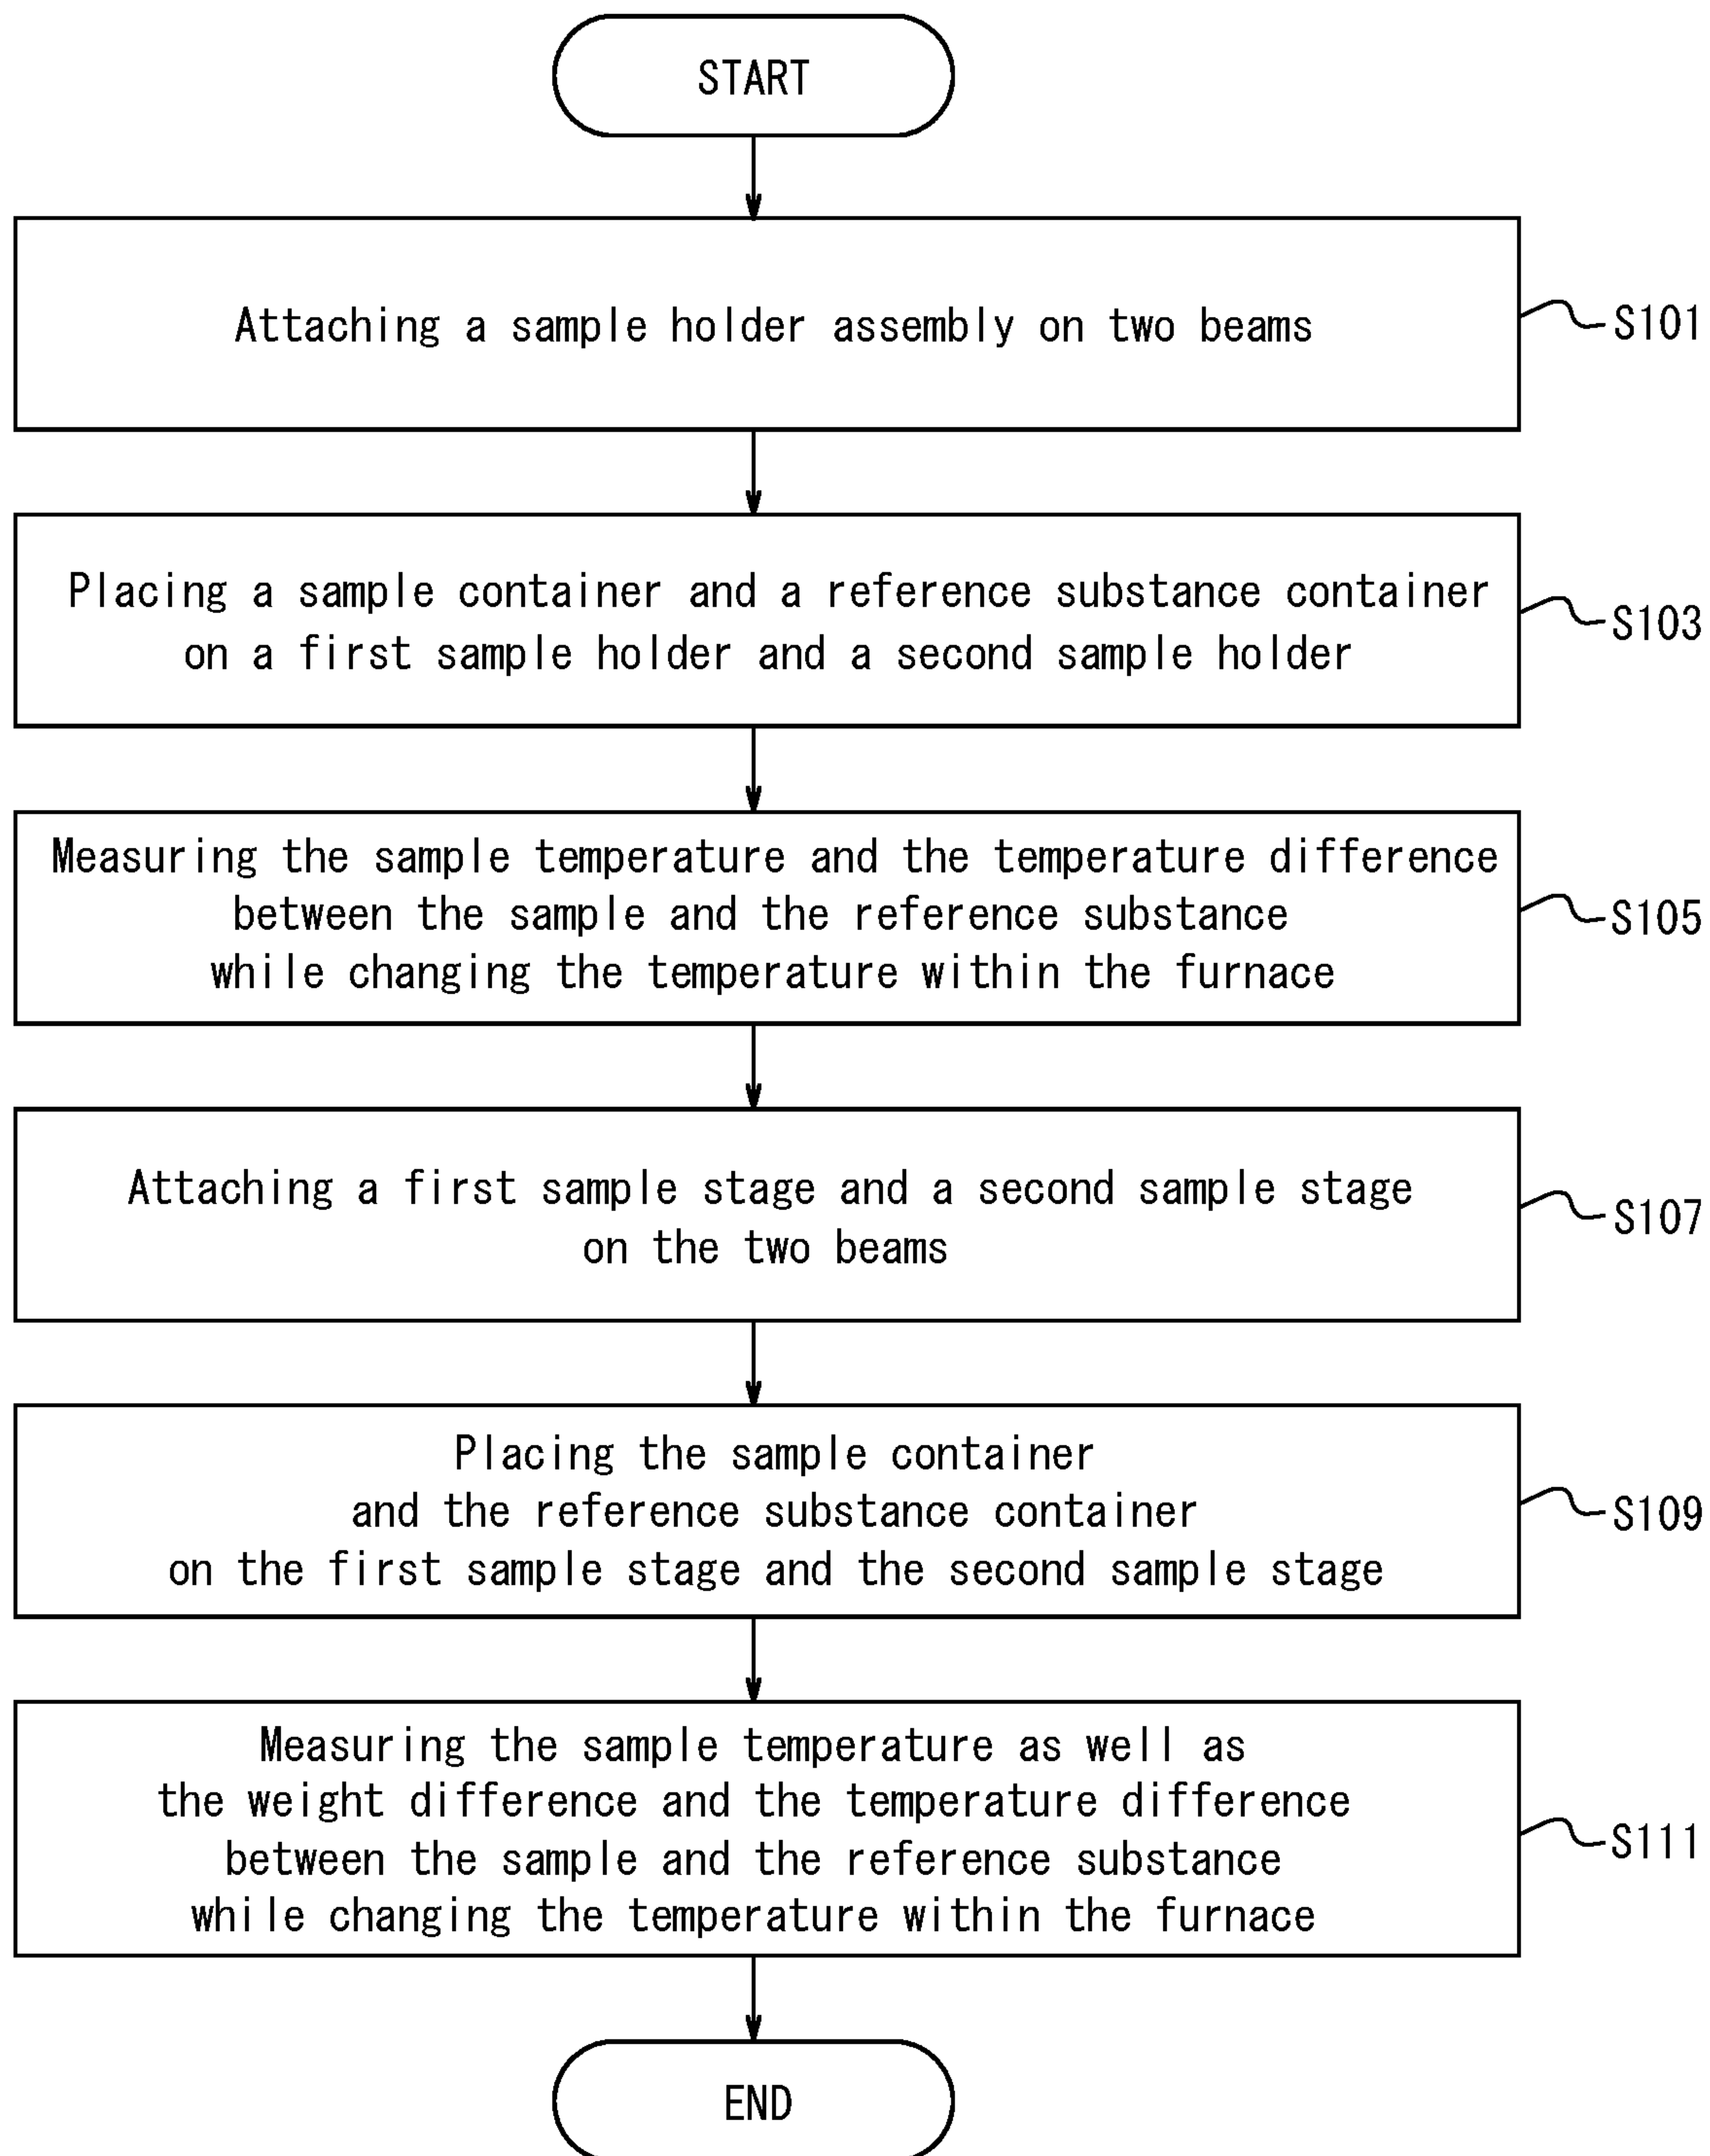 START
Attaching a sample holder assembly on two beams
S101
Placing a sample container and a reference substance container
on a first sample holder and a second sample holder
S103
Measuring the sample temperature and the temperature difference
between the sample and the reference substance
while changing the temperature within the furnace
S105
Attaching a first sample stage and a second sample stage
on the two beams
S107
Placing the sample container
and the reference substance container
on the first sample stage and the second sample stage
S109
Measuring the sample temperature as well as
the weight difference and the temperature difference
between the sample and the reference substance
while changing the temperature within the furnace
S111
END